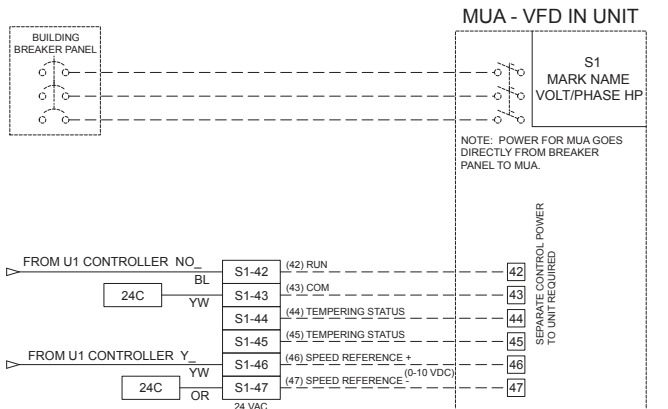 MUA - VFD IN UNIT
BUILDING
BREAKER PANEL
S1
MARK NAME
VOLT/PHASE HP
NOTE: POWER FOR MUA GOES
DIRECTLY FROM BREAKER
PANEL TO MUA.
SEPARATE CONTROL POWER
TO UNIT REQUIRED
FROM U1 CONTROLLER NO_
BL
S1-42
(42) RUN
42
24C
YW
S1-43
(43) COM
43
S1-44
(44) TEMPERING STATUS
44
S1-45
(45) TEMPERING STATUS
45
FROM U1 CONTROLLER Y_
YW
S1-46
(46) SPEED REFERENCE +
46
(0-10 VDC)
24C
OR
S1-47
(47) SPEED REFERENCE -
47
24 VAC